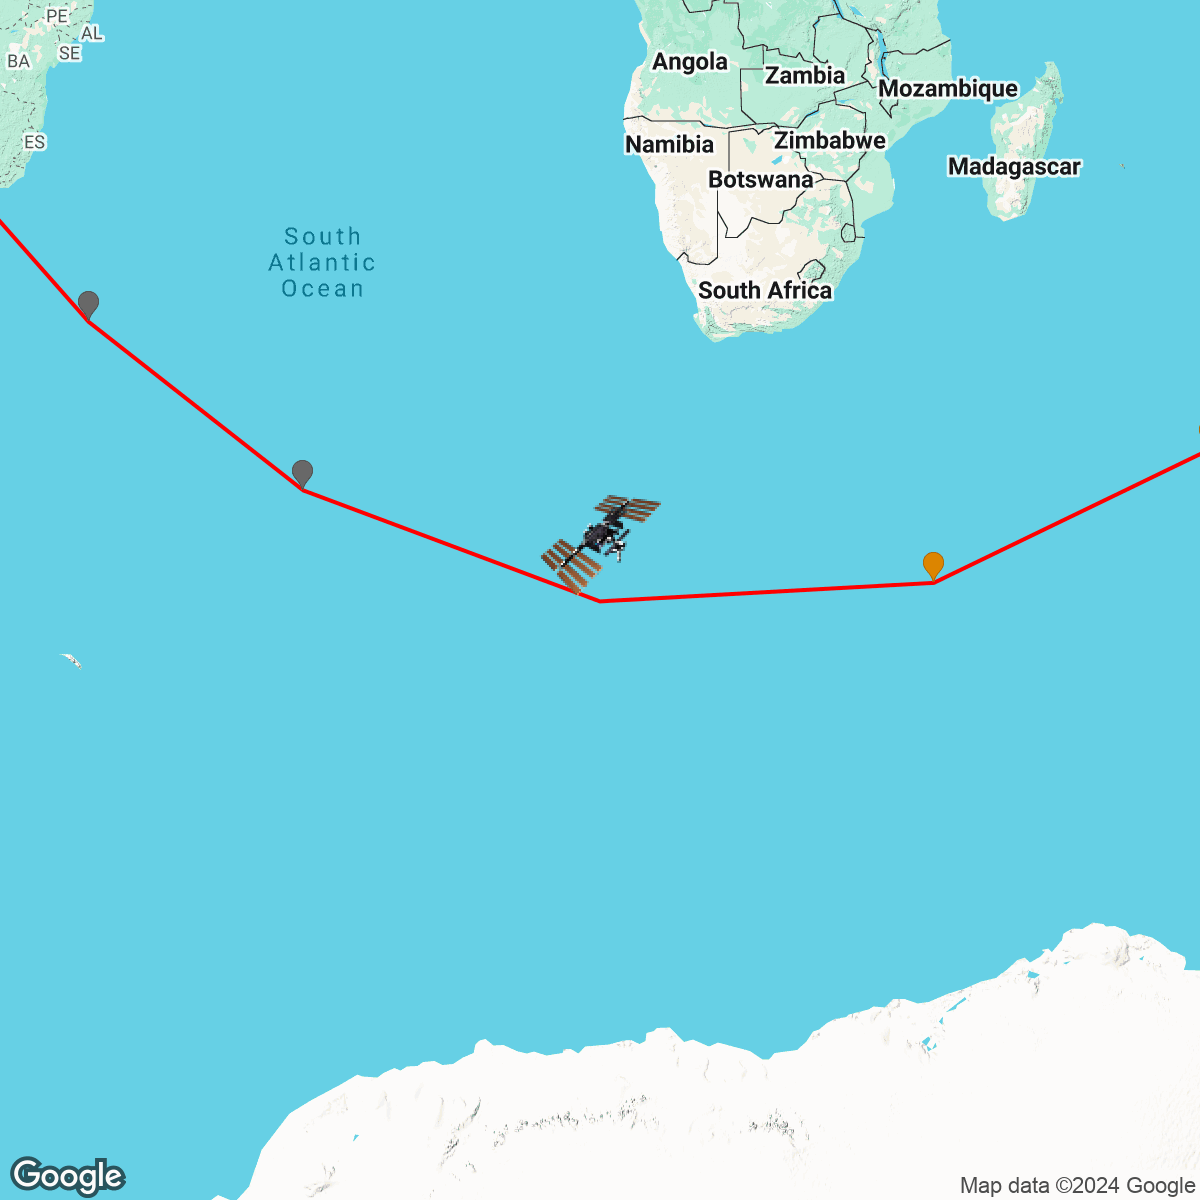 PE
AL
SE
BA
ES
Angola
Zambia
Mozambique
Namibia
Zimbabwe
Madagascar
Botswana
South
Atlantic
Ocean
South Africa
Google
Map data ©2024 Google